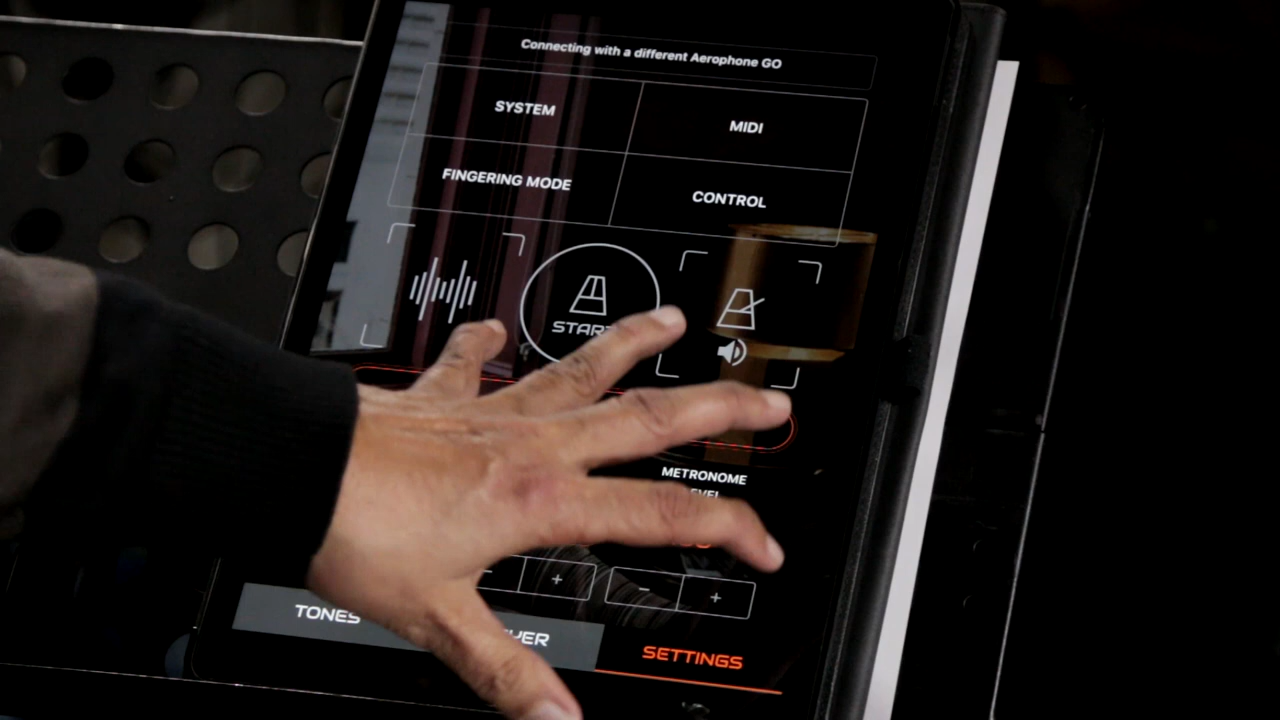 Connecting with a different Aerophone GO
SYSTEM
MIDI
FINGERING MODE
CONTROL
METRONOME
- +
- +
TONES
SETTINGS